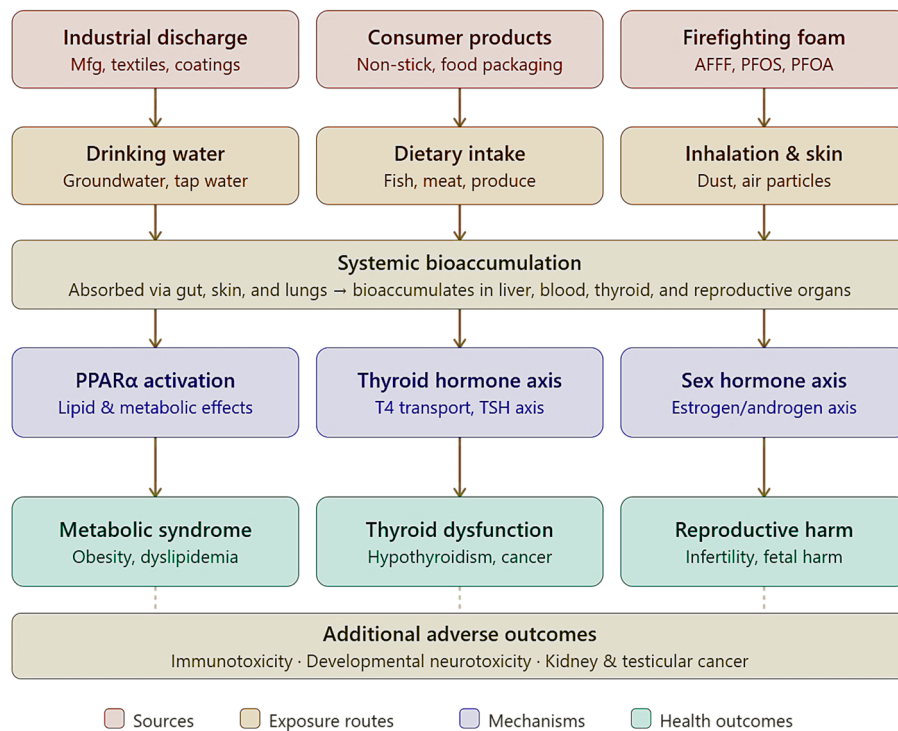 Industrial discharge
Mfg, textiles, coatings
Consumer products
Non-stick, food packaging
Firefighting foam
AFFF, PFOS, PFOA
Drinking water
Groundwater, tap water
Dietary intake
Fish, meat, produce
Inhalation & skin
Dust, air particles
Systemic bioaccumulation
Absorbed via gut, skin, and lungs → bioaccumulates in liver, blood, thyroid, and reproductive organs
PPARα activation
Lipid & metabolic effects
Thyroid hormone axis
T4 transport, TSH axis
Sex hormone axis
Estrogen/androgen axis
Metabolic syndrome
Obesity, dyslipidemia
Thyroid dysfunction
Hypothyroidism, cancer
Reproductive harm
Infertility, fetal harm
Additional adverse outcomes
Immunotoxicity · Developmental neurotoxicity · Kidney & testicular cancer
Sources
Exposure routes
Mechanisms
Health outcomes